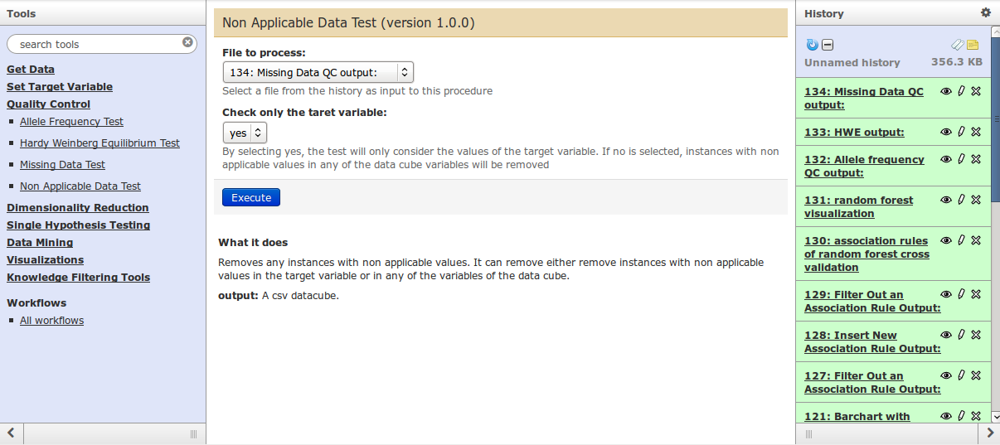 Tools
search tools
Get Data
Set Target Variable
Quality Control
Allele Frequency Test
Hardy Weinberg Equilibrium Test
Missing Data Test
Non Applicable Data Test
Dimensionality Reduction
Single Hypothesis Testing
Data Mining
Visualizations
Knowledge Filtering Tools
Workflows
All workflows
Non Applicable Data Test (version 1.0.0)
File to process:
134: Missing Data QC output:
Select a file from the history as input to this procedure
Check only the taret variable:
yes
By selecting yes, the test will only consider the values of the target variable. If no is selected, instances with non
applicable values in any of the data cube variables will be removed
Execute
What it does
Removes any instances with non applicable values. It can remove either remove instances with non applicable
values in the target variable or in any of the variables of the data cube.
output: A csv datacube.
History
Unnamed history 356.3 KB
134: Missing Data QC
output:
133: HWE output:
132: Allele frequency
QC output:
131: random forest
visualization
130: association rules
of random forest cross
validation
129: Filter Out an
Association Rule Output:
128: Insert New
Association Rule Output:
127: Filter Out an
Association Rule Output:
121: Barchart with